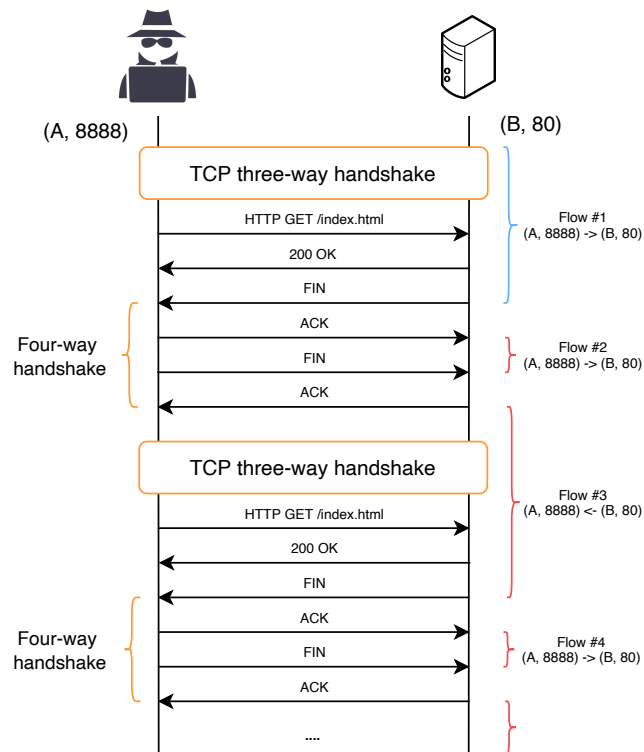 (A, 8888)
(B, 80)
TCP three-way handshake
HTTP GET /index.html
Flow #1
(A, 8888) -> (B, 80)
200 OK
FIN
ACK
Four-way
handshake
Flow #2
(A, 8888) -> (B, 80)
FIN
ACK
TCP three-way handshake
Flow #3
(A, 8888) <- (B, 80)
HTTP GET /index.html
200 OK
FIN
ACK
Four-way
handshake
Flow #4
(A, 8888) -> (B, 80)
FIN
ACK
....